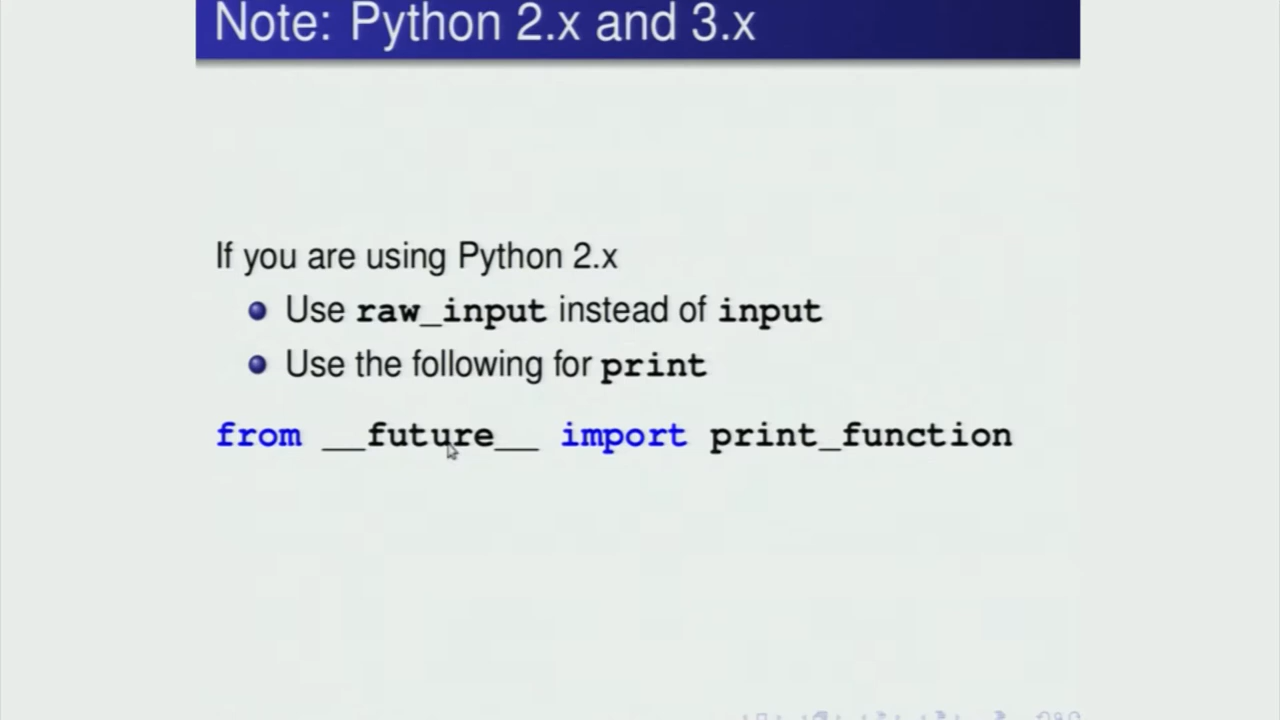 Note: Python 2.x and 3.x
If you are using Python 2.x
Use raw_input instead of input
Use the following for print
from __future__ import print_function